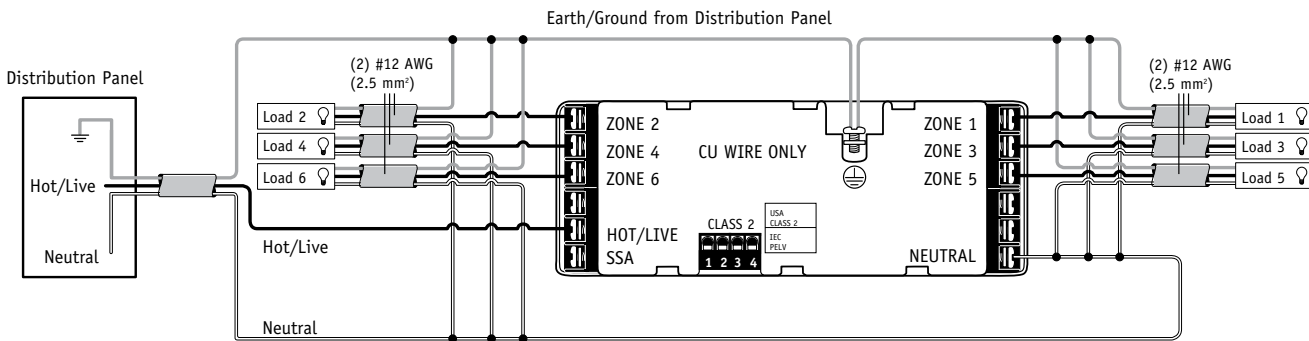 Earth/Ground from Distribution Panel
Distribution Panel
(2) #12 AWG
(2.5 mm²)
(2) #12 AWG
(2.5 mm²)
Load 2
Load 4
Load 6
ZONE 2
ZONE 4
ZONE 6
CU WIRE ONLY
ZONE 1
ZONE 3
ZONE 5
Load 1
Load 3
Load 5
Hot/Live
Neutral
Hot/Live
HOT/LIVE
SSA
CLASS 2
1 2 3 4
USA
CLASS 2
IEC
PELV
NEUTRAL
Neutral